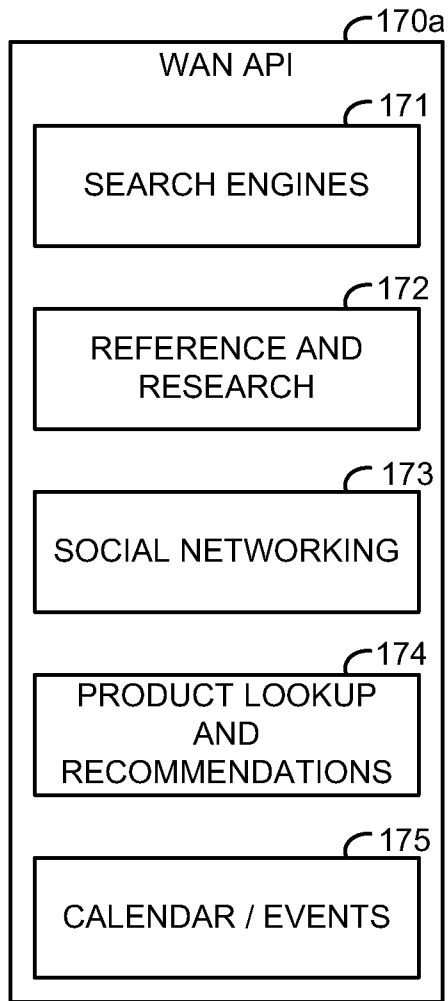 170a
WAN API
171
SEARCH ENGINES
172
REFERENCE AND
RESEARCH
173
SOCIAL NETWORKING
174
PRODUCT LOOKUP
AND
RECOMMENDATIONS
175
CALENDAR / EVENTS